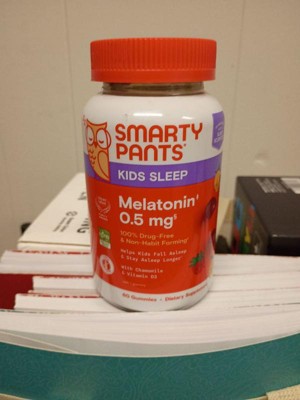 SMARTY
PANTS
KIDS SLEEP
Melatonin‡
0.5 mg§
100% Drug-Free
& Non-Habit Forming†
Helps Kids Fall Asleep
& Stay Asleep Longer
With Chamomile
& Vitamin D3
Gummies • Dietary Supplement